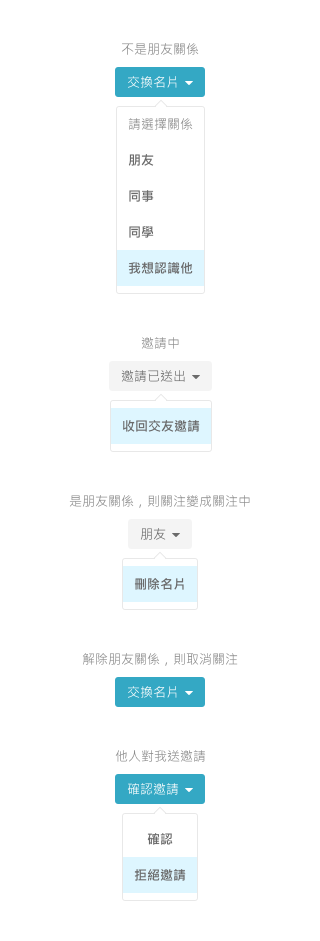 不是朋友關係
交換名片
請選擇關係
朋友
同事
同學
我想認識他
邀請中
邀請已送出
收回交友邀請
是朋友關係，則關注變成關注中
朋友
刪除名片
解除朋友關係，則取消關注
交換名片
他人對我送邀請
確認邀請
確認
拒絕邀請